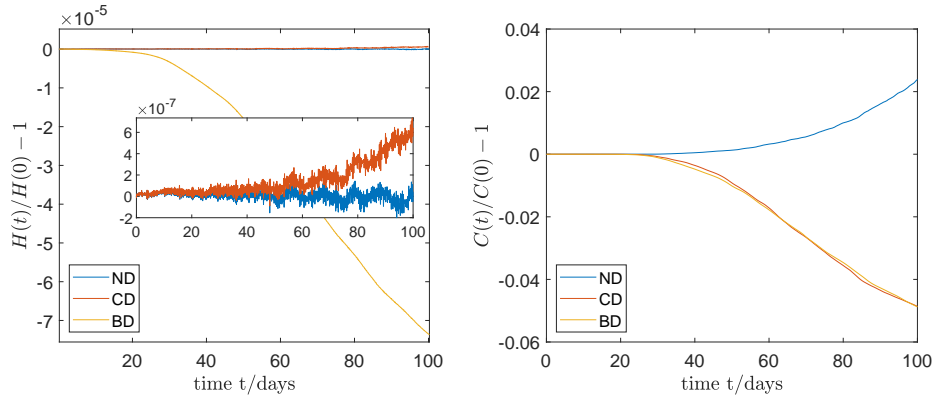 ×10⁻⁵
0
-1
-2
-3
-4
-5
-6
-7
H(t)/H(0) − 1
×10⁻⁷
6
4
2
0
-2
0 20 40 60 80 100
ND
CD
BD
20 40 60 80 100
time t/days
0.04
0.02
0
-0.02
-0.04
-0.06
C(t)/C(0) − 1
ND
CD
BD
0 20 40 60 80 100
time t/days